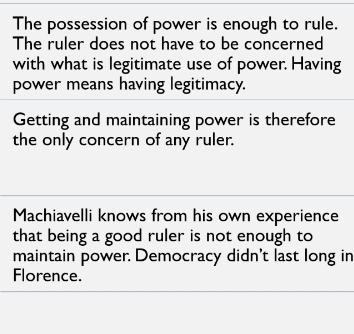 The possession of power is enough to rule.
The ruler does not have to be concerned
with what is legitimate use of power. Having
power means having legitimacy.
Getting and maintaining power is therefore
the only concern of any ruler.
Machiavelli knows from his own experience
that being a good ruler is not enough to
maintain power. Democracy didn't last long in
Florence.